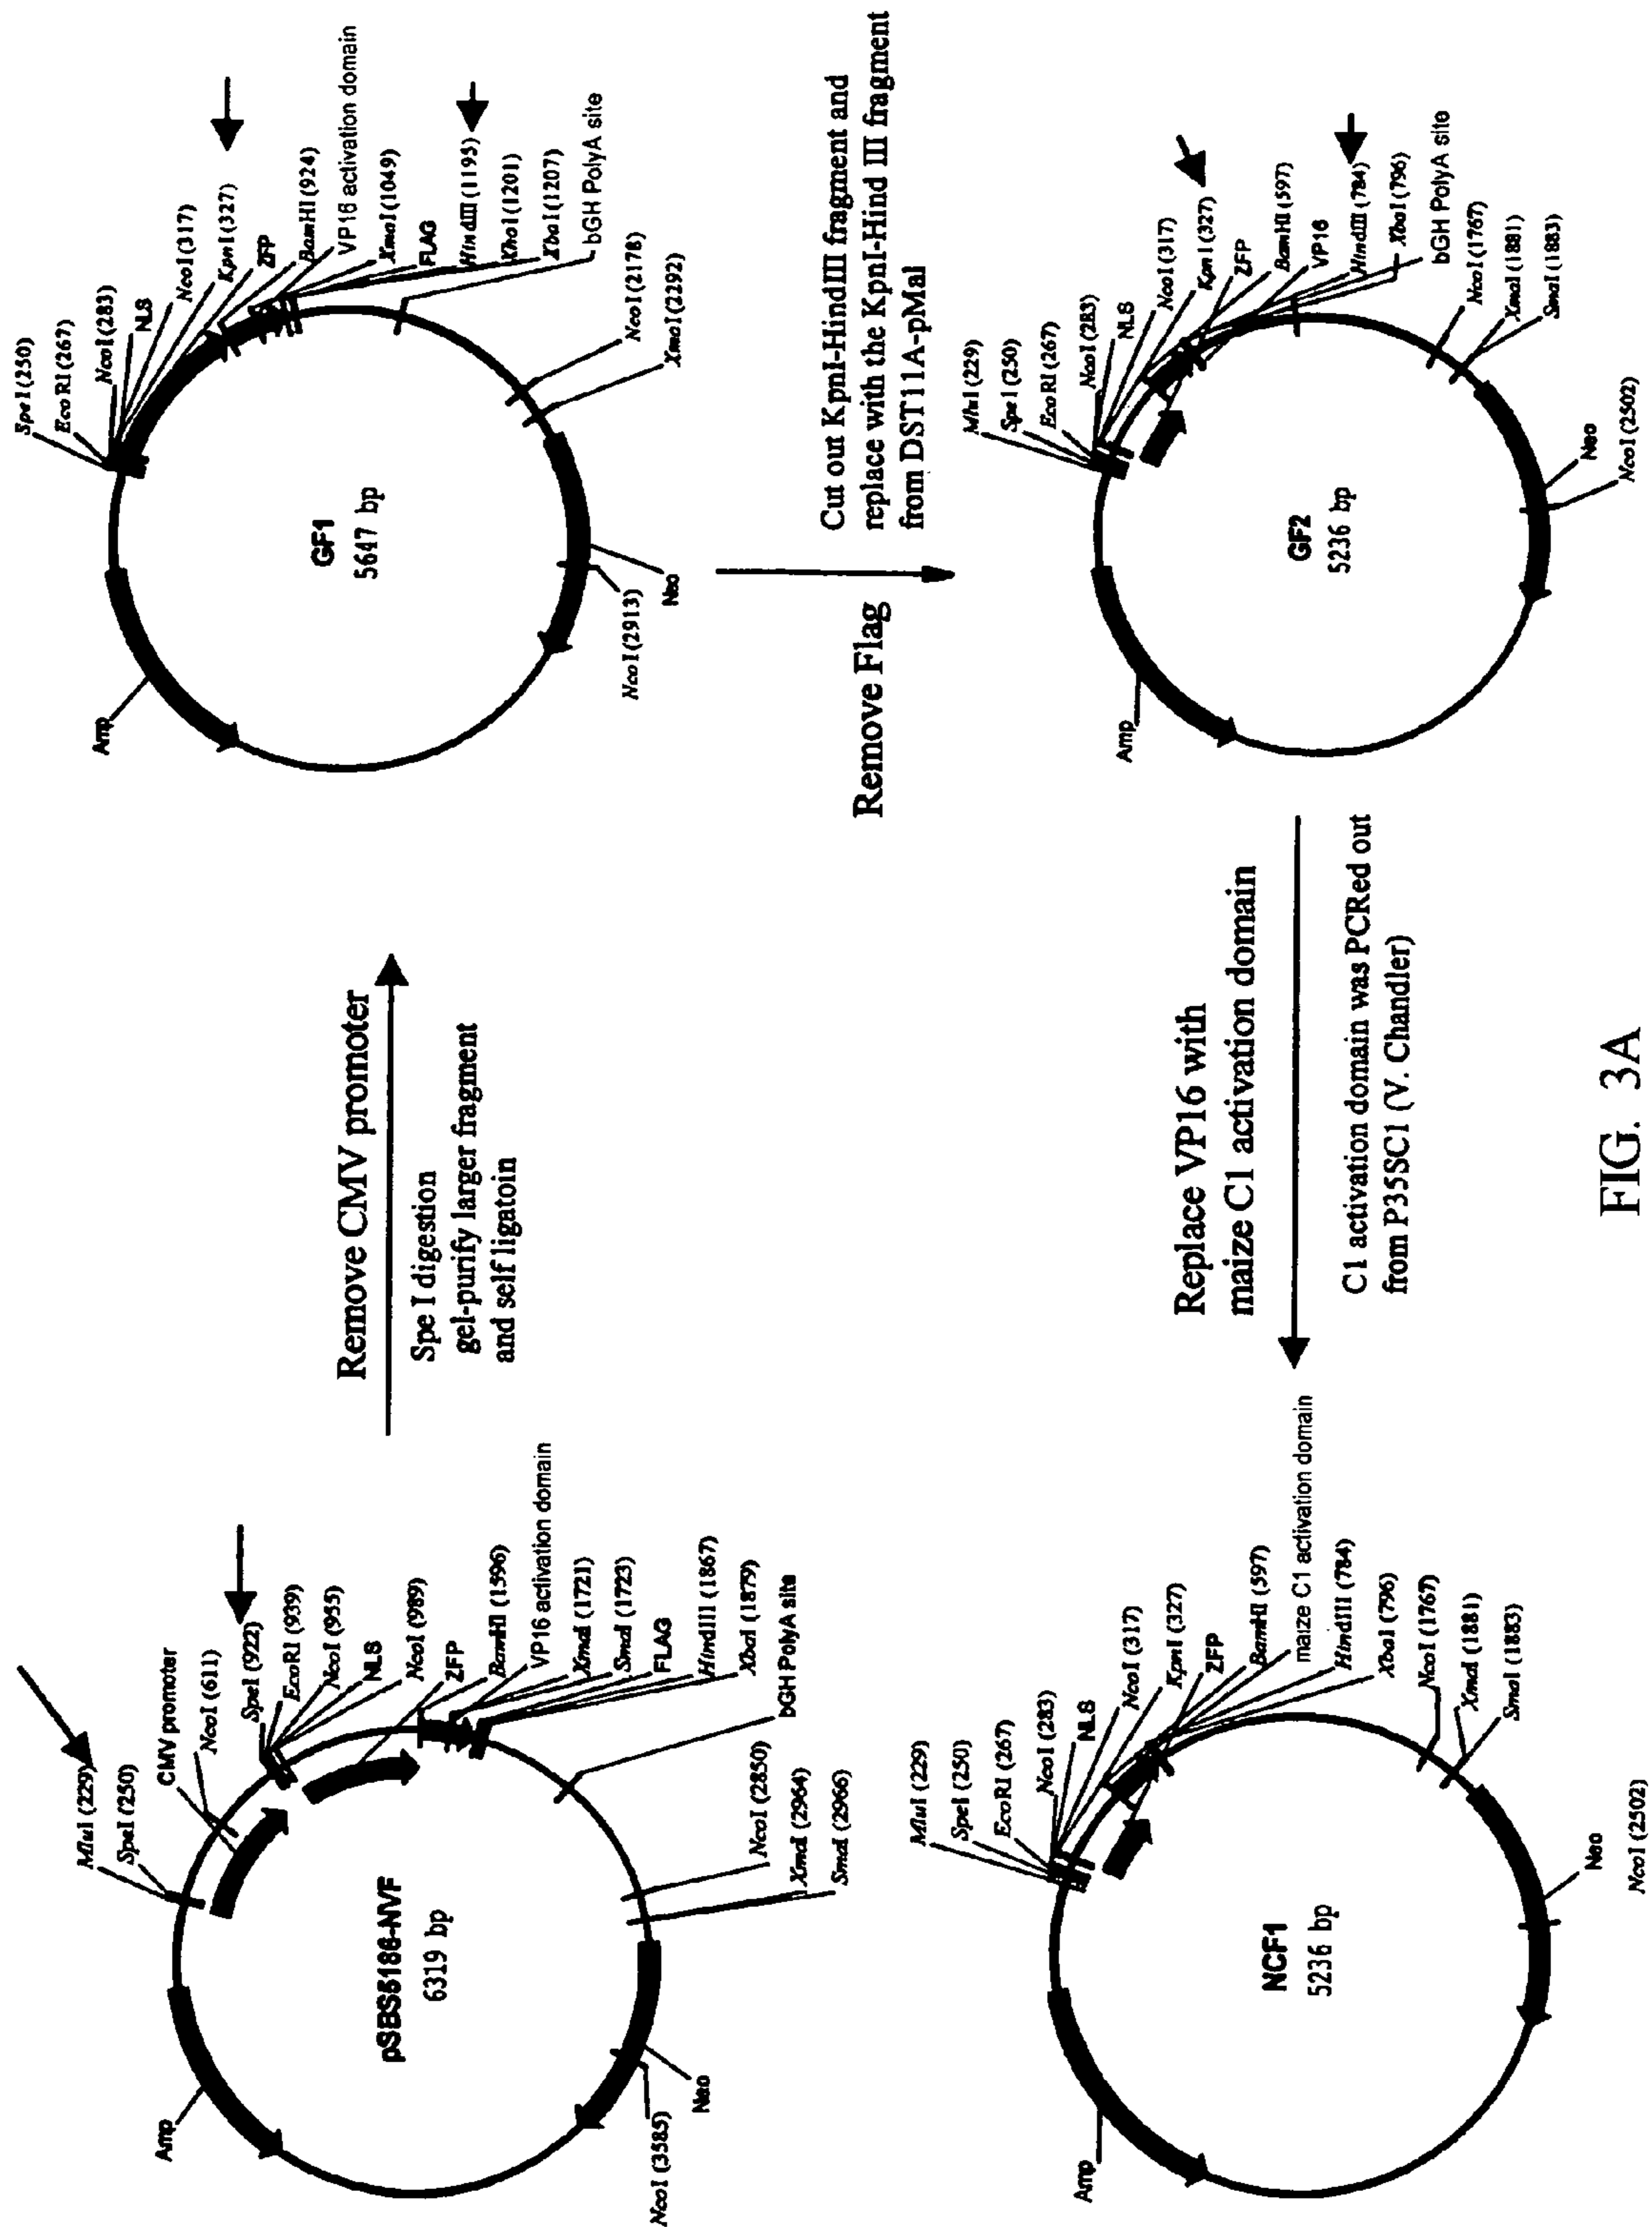 pSBS5186-NVF
6319 bp
MluI (229)
SpeI (250)
CMV promoter
NcoI (611)
SpeI (922)
EcoRI (939)
NcoI (955)
NLS
NcoI (989)
ZFP
BamHI (1596)
VP16 activation domain
XmaI (1721)
SmaI (1723)
FLAG
HindIII (1867)
XbaI (1879)
bGH PolyA site
NcoI (2850)
XmaI (2964)
SmaI (2966)
Neo
NcoI (3585)
Amp
Remove CMV promoter
Spe I digestion
gel-purify larger fragment
and self ligatoin
GF1
5647 bp
SpeI (250)
EcoRI (267)
NcoI (283)
NLS
NcoI (317)
KpnI (327)
ZFP
BamHI (924)
VP16 activation domain
XmaI (1049)
FLAG
HindIII (1195)
XhoI (1201)
XbaI (1207)
bGH PolyA site
NcoI (2178)
XmaI (2292)
Neo
NcoI (2913)
Amp
Remove Flag
Cut out KpnI-HindIII fragment and
replace with the KpnI-Hind III fragment
from DST11A-pMal
GF2
5236 bp
MluI (229)
SpeI (250)
EcoRI (267)
NcoI (283)
NLS
NcoI (317)
KpnI (327)
ZFP
BamHI (597)
VP16
HindIII (784)
XbaI (796)
bGH PolyA site
NcoI (1767)
XmaI (1881)
SmaI (1883)
Neo
NcoI (2502)
Amp
Replace VP16 with
maize C1 activation domain
C1 activation domain was PCRed out
from P35SC1 (V. Chandler)
NCF1
5236 bp
MluI (229)
SpeI (250)
EcoRI (267)
NcoI (283)
NLS
NcoI (317)
KpnI (327)
ZFP
BamHI (597)
maize C1 activation domain
HindIII (784)
XbaI (796)
NcoI (1767)
XmaI (1881)
SmaI (1883)
Neo
NcoI (2502)
Amp
FIG. 3A